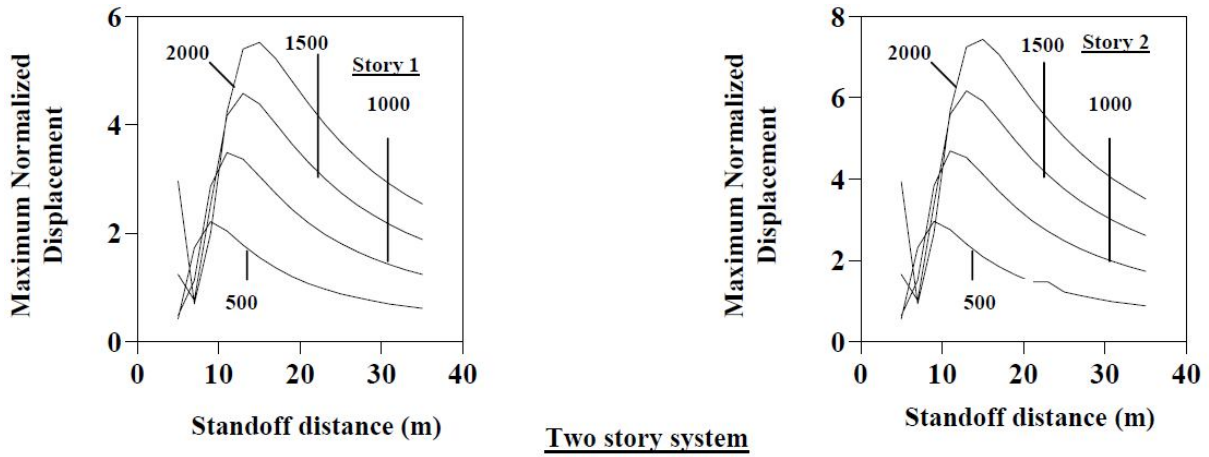 Maximum Normalized
Displacement
6
4
2
0
0 10 20 30 40
Standoff distance (m)
2000
1500
Story 1
1000
500
Maximum Normalized
Displacement
8
6
4
2
0
0 10 20 30 40
Standoff distance (m)
2000
1500
Story 2
1000
500
Two story system